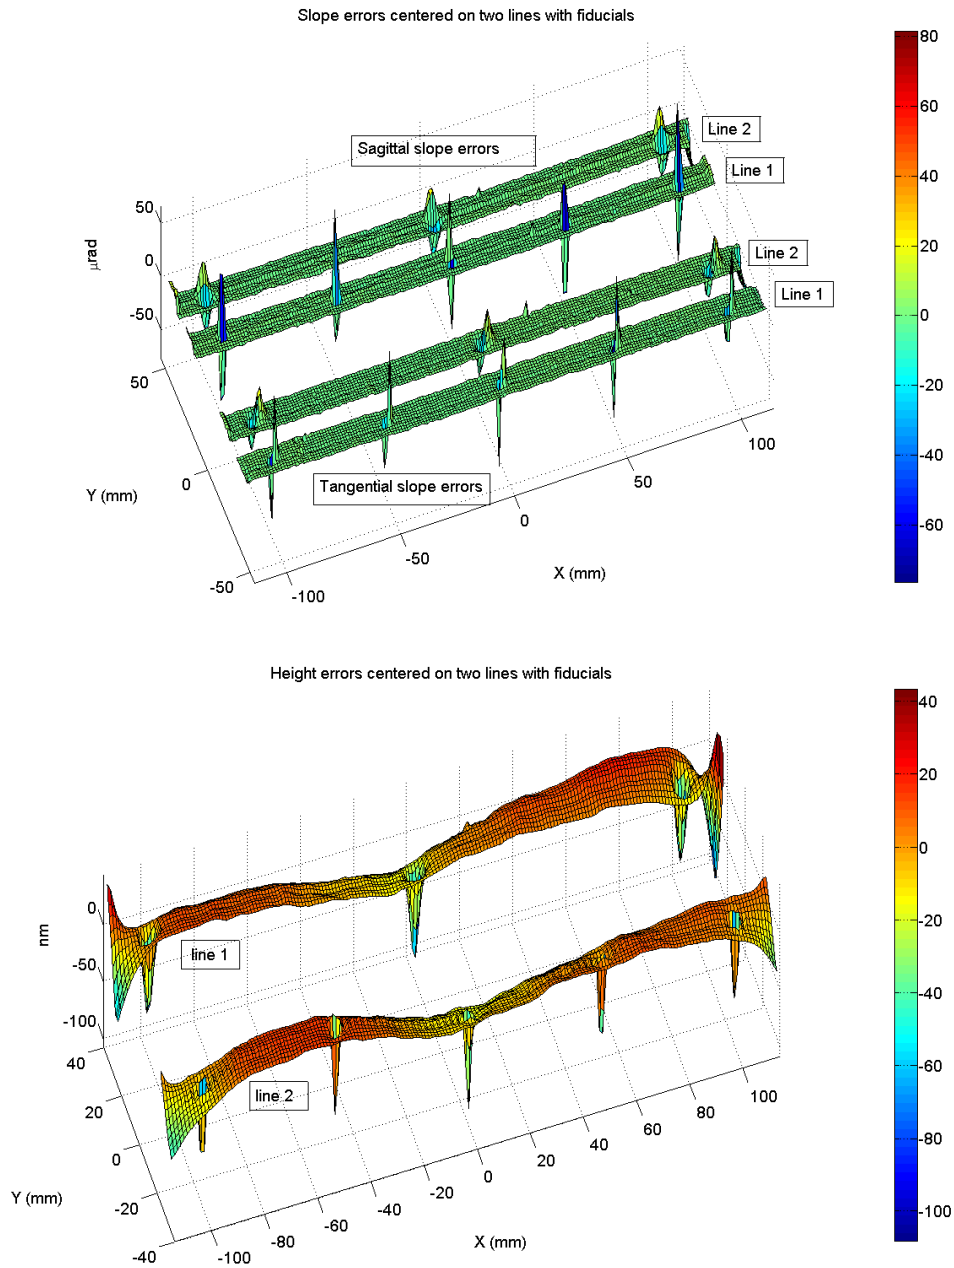 Slope errors centered on two lines with fiducials
80
60
40
20
0
-20
-40
-60
Sagittal slope errors
Line 2
Line 1
Line 2
Line 1
Tangential slope errors
50
0
-50
μrad
50
0
-50
Y (mm)
-100
-50
0
50
100
X (mm)
Height errors centered on two lines with fiducials
40
20
0
-20
-40
-60
-80
-100
line 1
line 2
0
-50
-100
nm
40
20
0
-20
-40
Y (mm)
-100
-80
-60
-40
-20
0
20
40
60
80
100
X (mm)